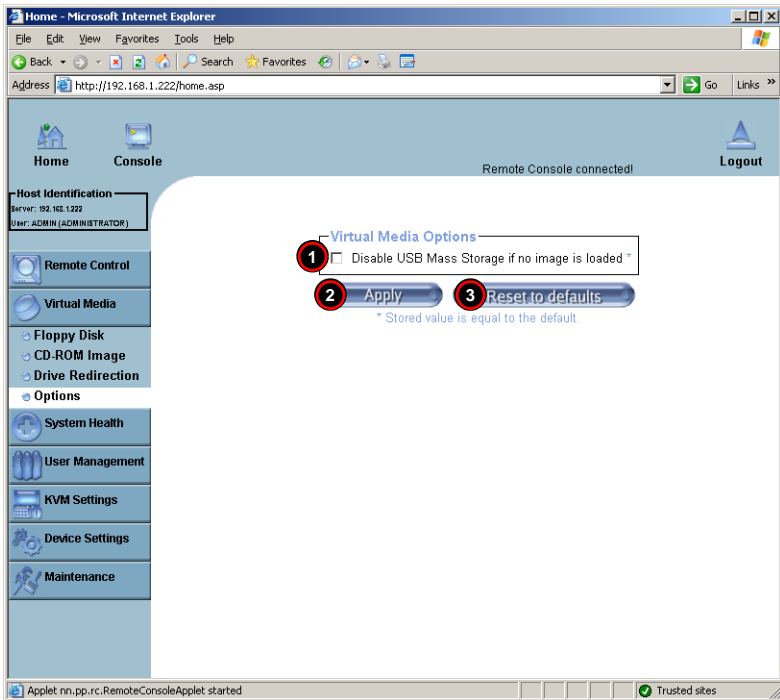 Home - Microsoft Internet Explorer
File Edit View Favorites Tools Help
Back Search Favorites
Address http://192.168.1.222/home.asp Go Links »
Home Console Remote Console connected! Logout
Host Identification
Server: 192.168.1.222
User: ADMIN (ADMINISTRATOR)
Remote Control
Virtual Media
Floppy Disk
CD-ROM Image
Drive Redirection
Options
System Health
User Management
KVM Settings
Device Settings
Maintenance
Virtual Media Options
1 Disable USB Mass Storage if no image is loaded *
2 Apply 3 Reset to defaults
* Stored value is equal to the default.
Applet nn.pp.rc.RemoteConsoleApplet started Trusted sites